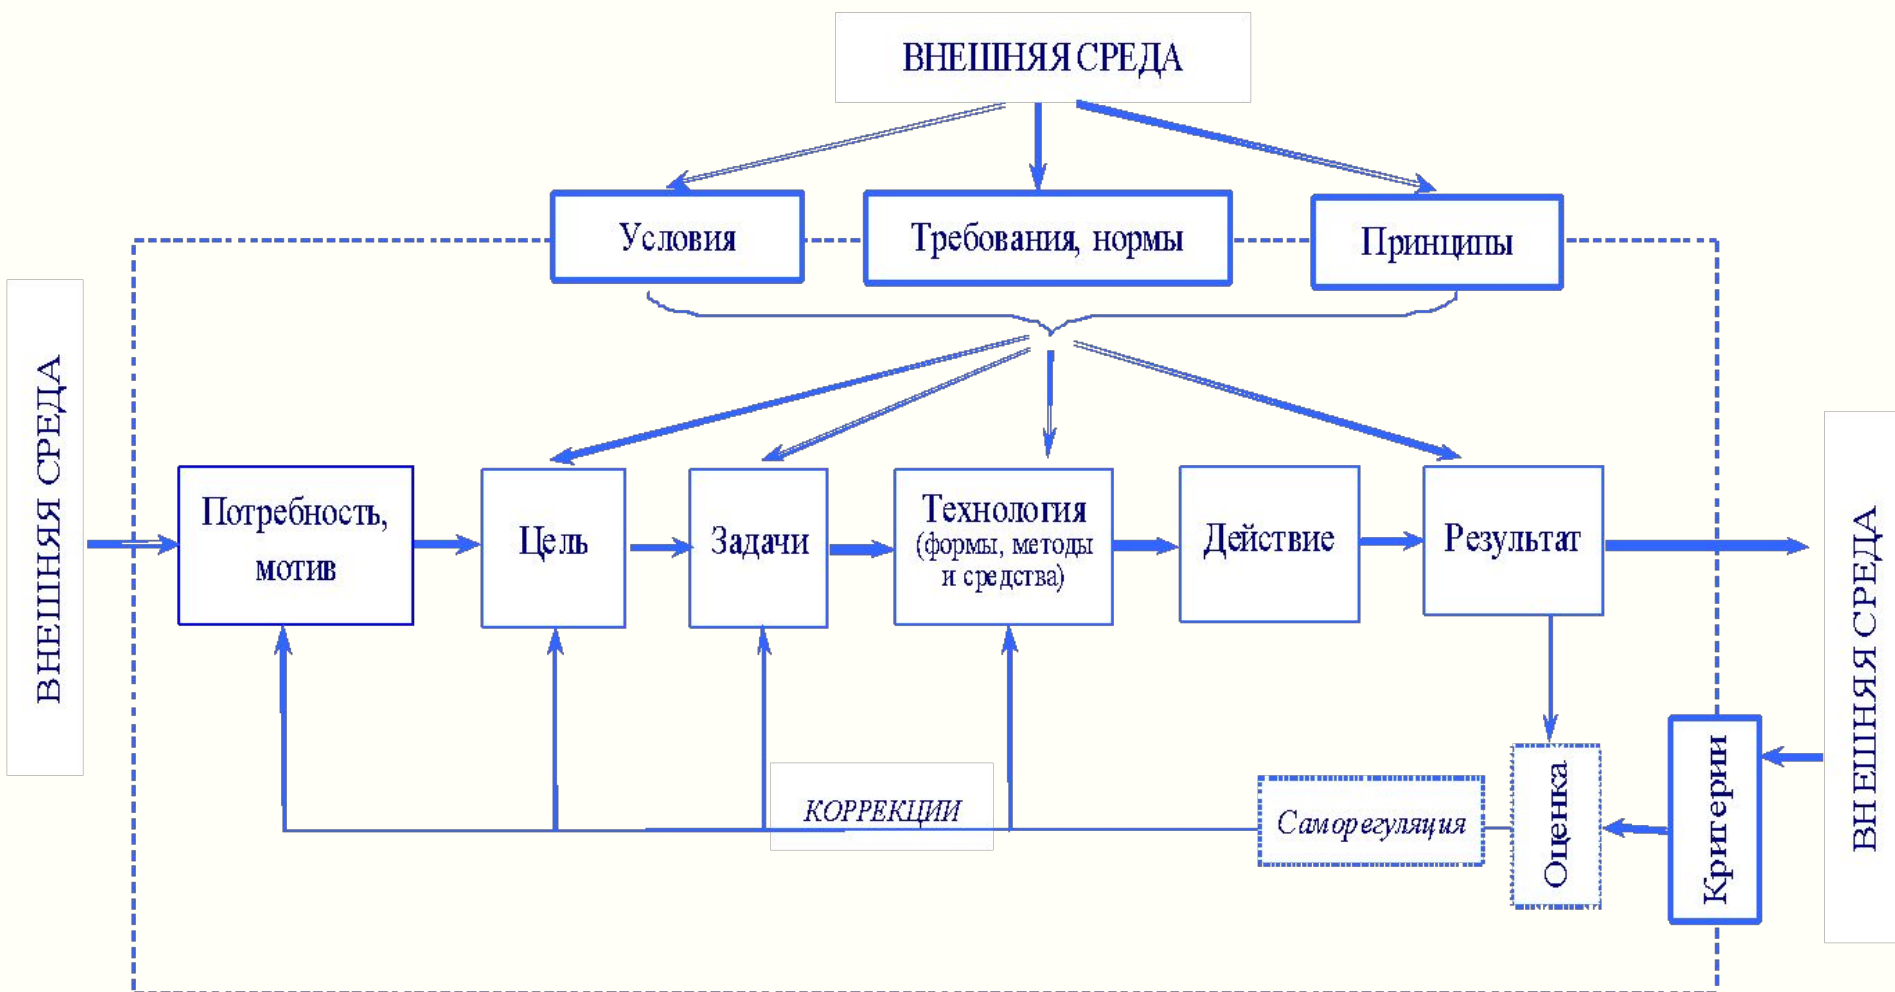 ВНЕШНЯЯ СРЕДА
Условия
Требования, нормы
Принципы
ВНЕШНЯЯ СРЕДА
Потребность,
мотив
Цель
Задачи
Технология
(формы, методы
и средства)
Действие
Результат
ВНЕШНЯЯ СРЕДА
КОРРЕКЦИИ
Саморегуляция
Оценка
Критерии